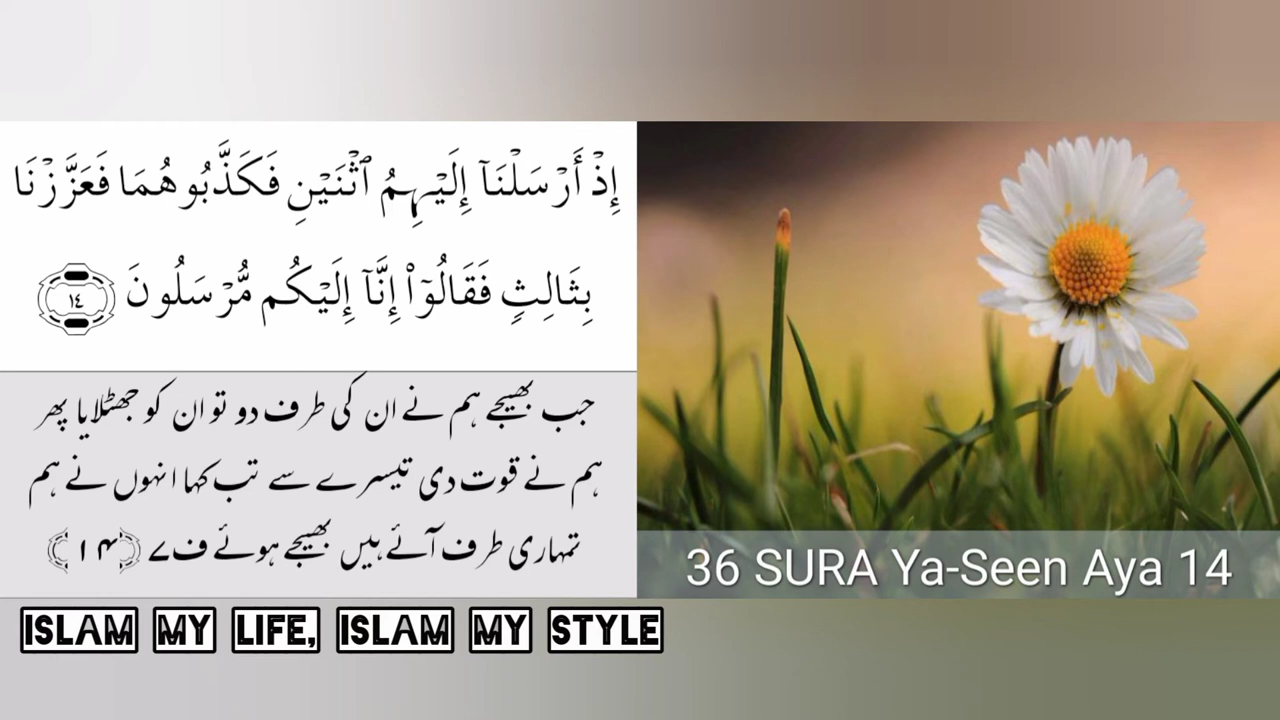 إِذْ أَرْسَلْنَآ إِلَيْهِمُ ٱثْنَيْنِ فَكَذَّبُوهُمَا فَعَزَّزْنَا
بِثَالِثٍ فَقَالُوٓا۟ إِنَّآ إِلَيْكُم مُّرْسَلُونَ ١٤
جب بھیجے ہم نے ان کی طرف دو تو ان کو جھٹلایا پھر
ہم نے قوت دی تیسرے سے تب کہا انہوں نے ہم
تمہاری طرف آئے ہیں بھیجے ہوئے ف۷ ﴿۱۴﴾
36 SURA Ya-Seen Aya 14
ISLAM MY LIFE, ISLAM MY STYLE